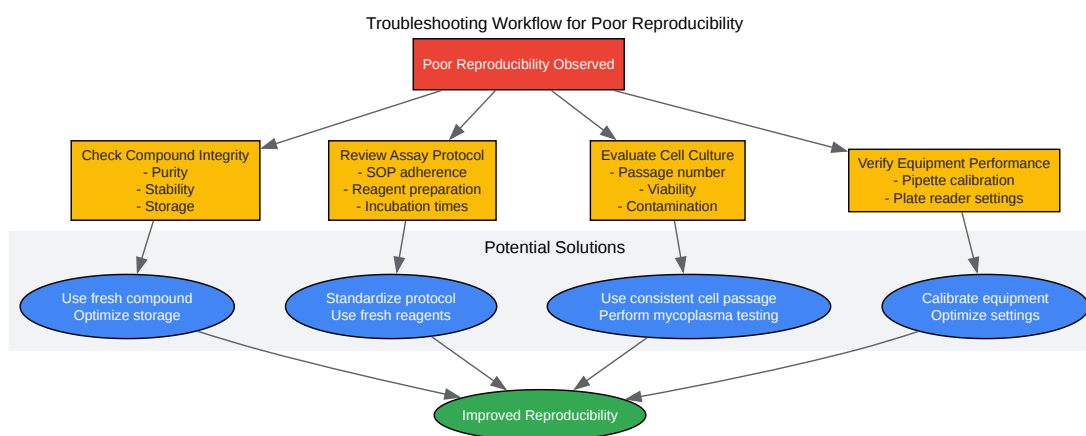 Troubleshooting Workflow for Poor Reproducibility
Poor Reproducibility Observed
Check Compound Integrity
- Purity
- Stability
- Storage
Review Assay Protocol
- SOP adherence
- Reagent preparation
- Incubation times
Evaluate Cell Culture
- Passage number
- Viability
- Contamination
Verify Equipment Performance
- Pipette calibration
- Plate reader settings
Potential Solutions
Use fresh compound
Optimize storage
Standardize protocol
Use fresh reagents
Use consistent cell passage
Perform mycoplasma testing
Calibrate equipment
Optimize settings
Improved Reproducibility